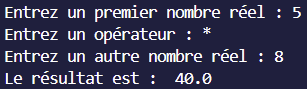 Entrez un premier nombre réel : 5
Entrez un opérateur : *
Entrez un autre nombre réel : 8
Le résultat est :  40.0